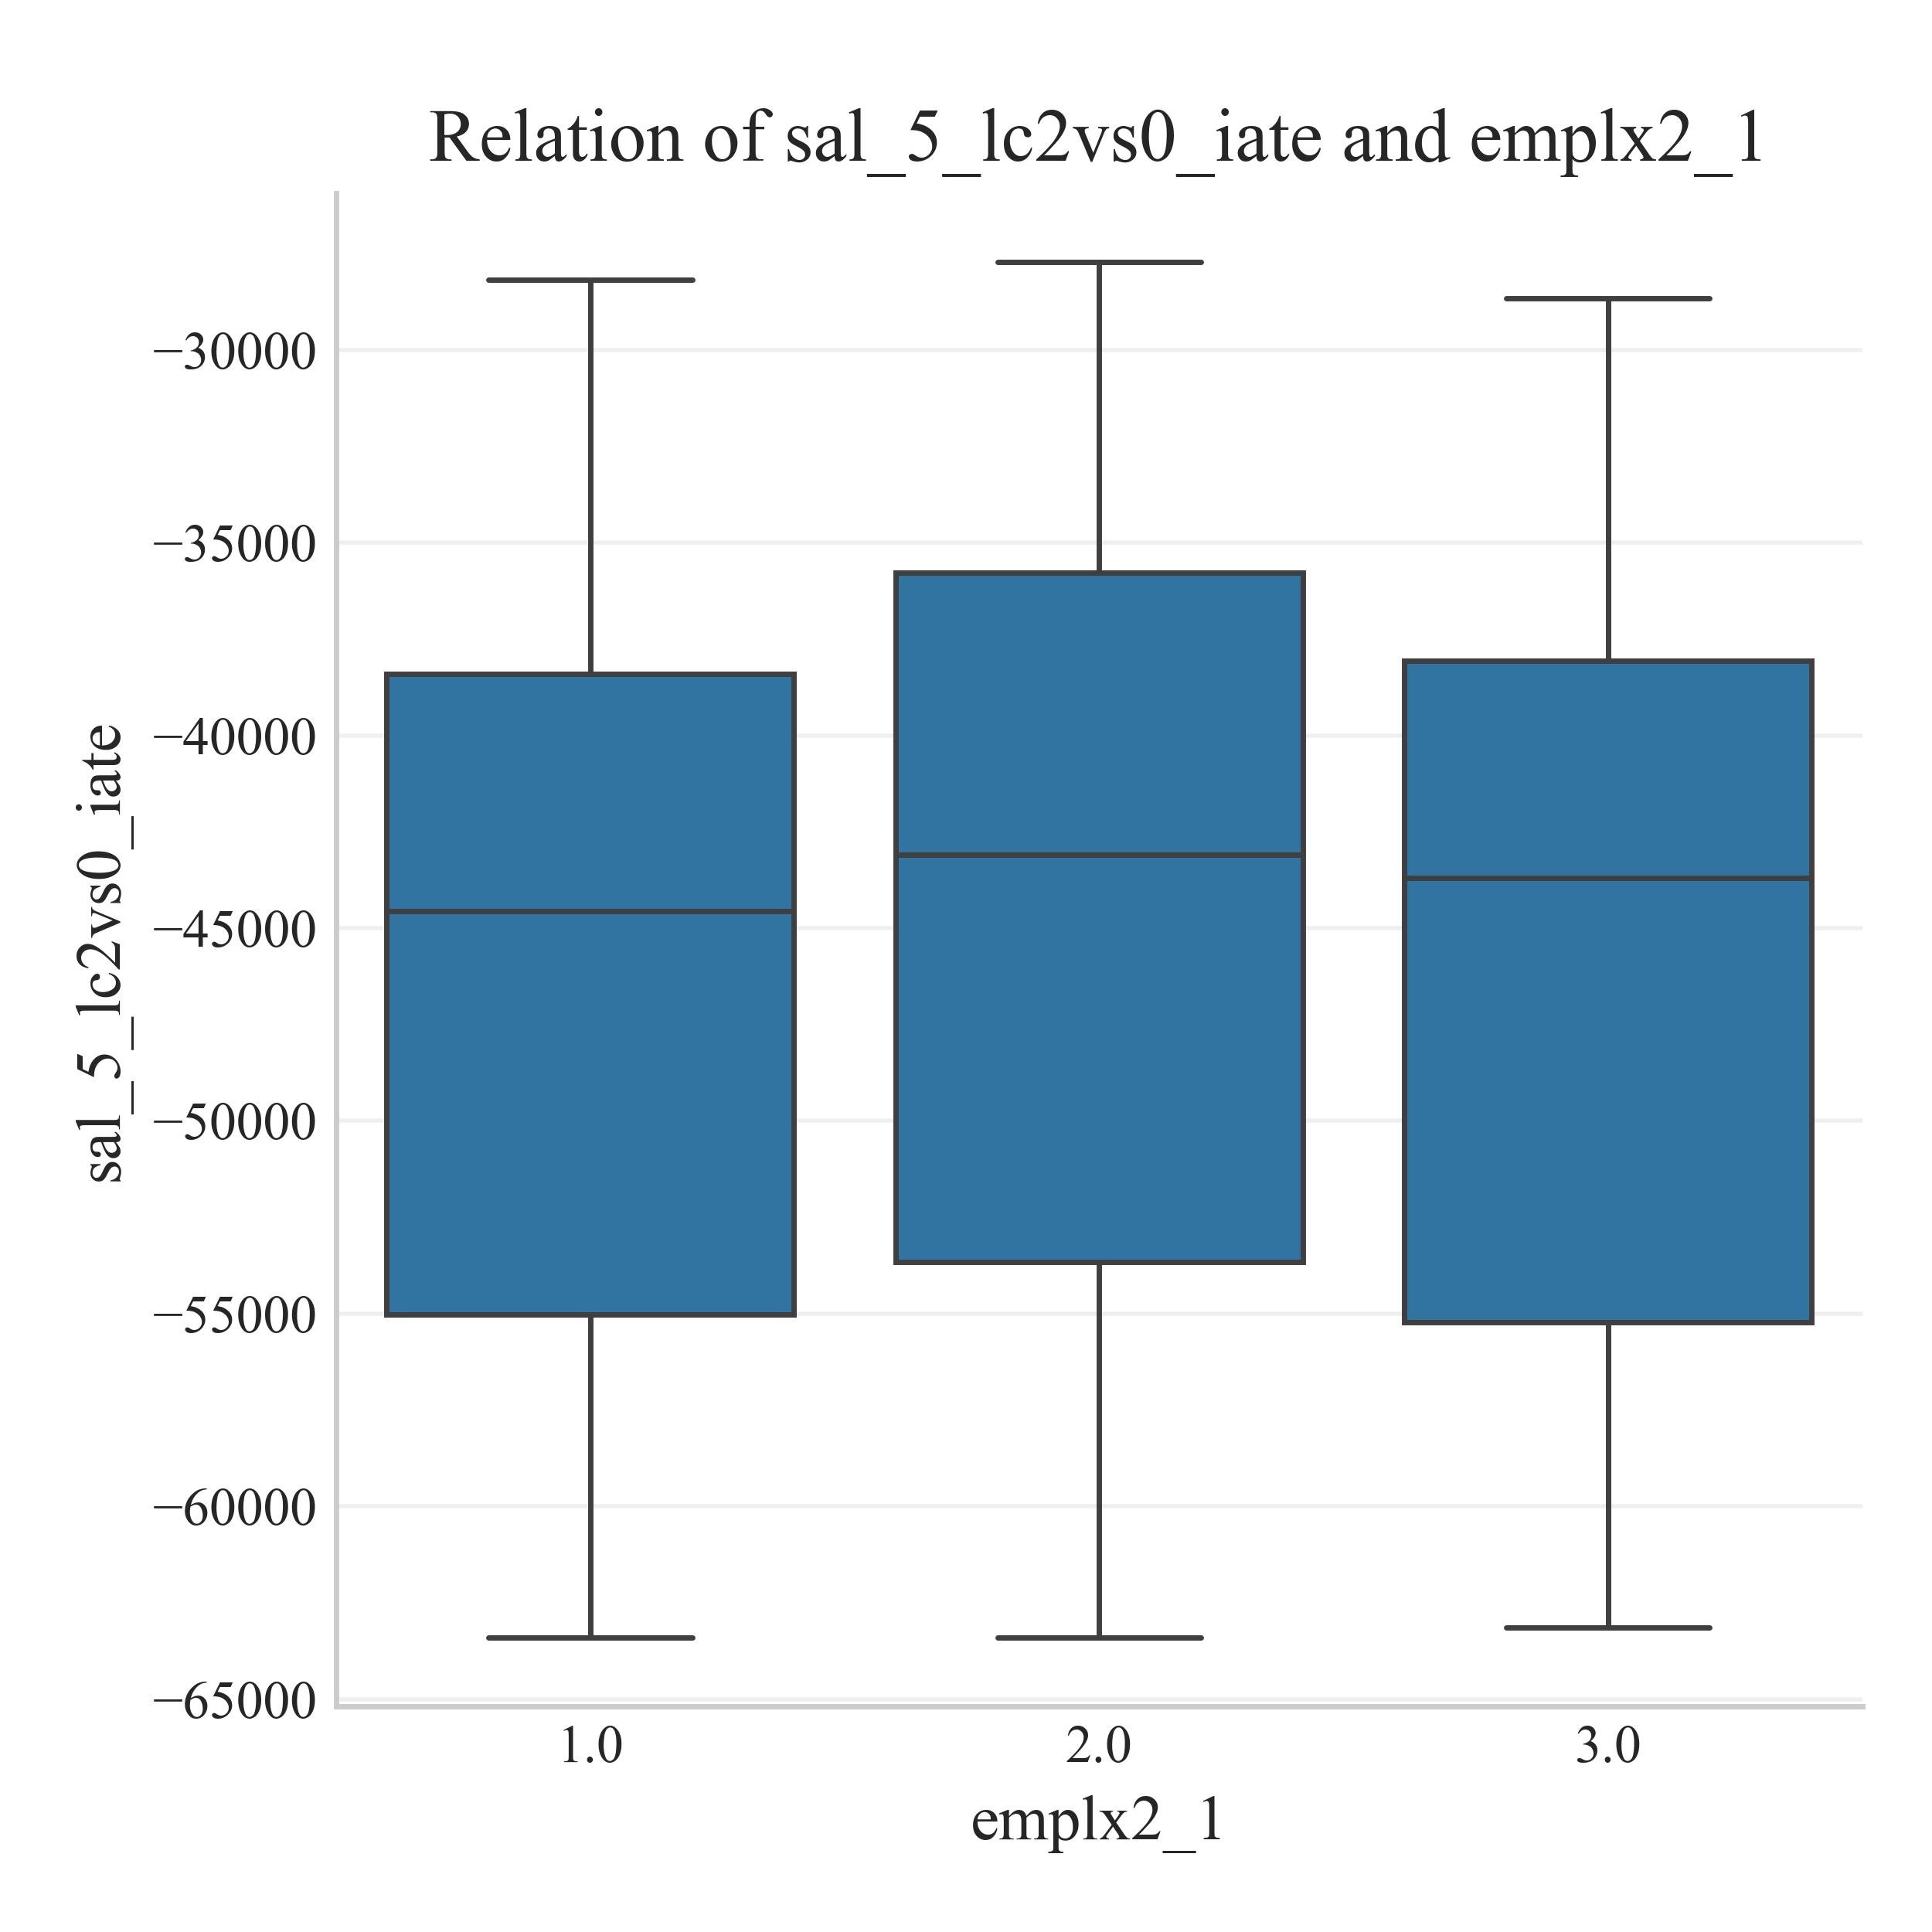 Relation of sal_5_lc2vs0_iate and emplx2_1
sal_5_lc2vs0_iate
−30000
−35000
−40000
−45000
−50000
−55000
−60000
−65000
1.0 2.0 3.0
emplx2_1